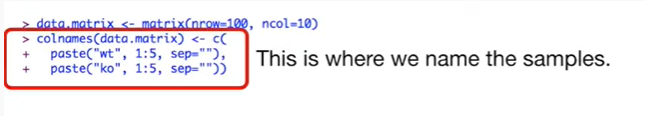 > data.matrix <- matrix(nrow=100, ncol=10)
> colnames(data.matrix) <- c(
+   paste("wt", 1:5, sep=""),
+   paste("ko", 1:5, sep=""))
This is where we name the samples.